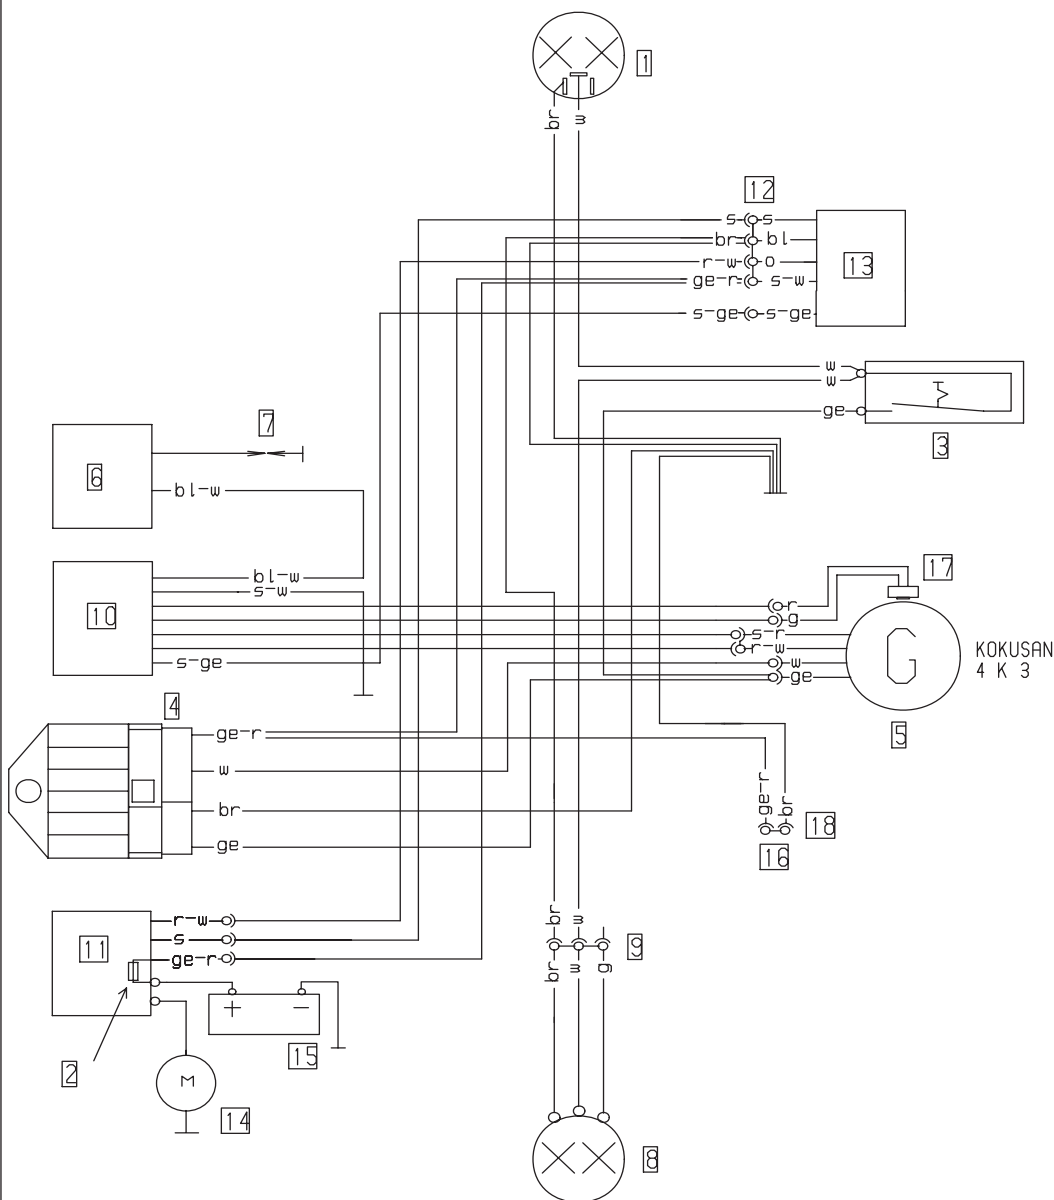 1
br
w
12
s s
br bl
r-w o
ge-r s-w
s-ge s-ge
13
w
w
ge
3
7
6
bl-w
bl-w
s-w
10
s-ge
17
r
g
s-r
r-w
w
ge
G
KOKUSAN
4 K 3
5
4
ge-r
w
br
ge
ge-r
br
18
16
r-w
s
ge-r
11
+ -
15
2
M
14
br
w
9
br
w
g
8